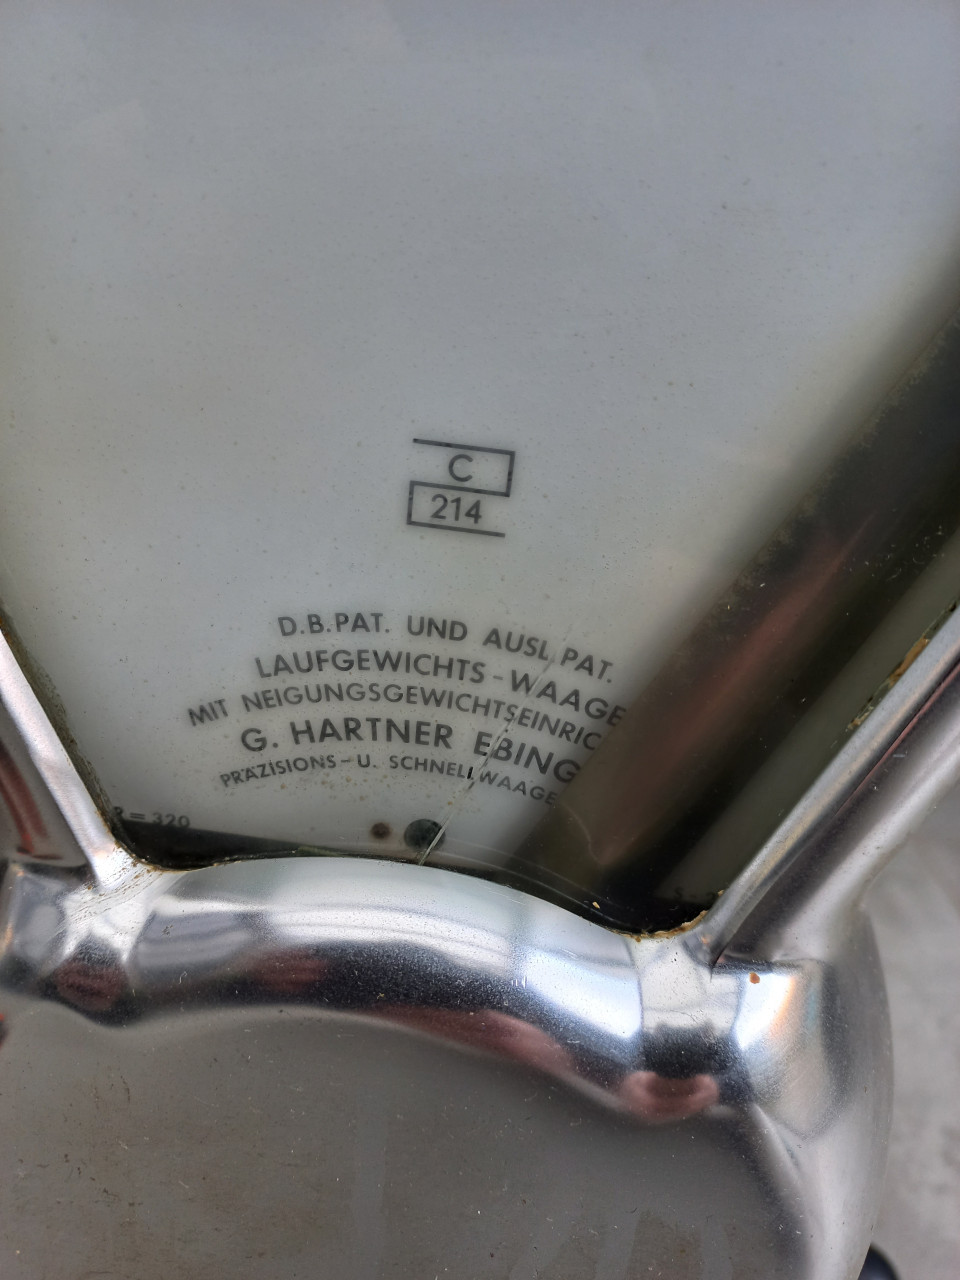 C
214
D.B.PAT. UND AUSL.PAT.
LAUFGEWICHTS-WAAGE
MIT NEIGUNGSGEWICHTSEINRIC
G. HARTNER EBING
PRÄZISIONS-U. SCHNELLWAAGE
R = 320